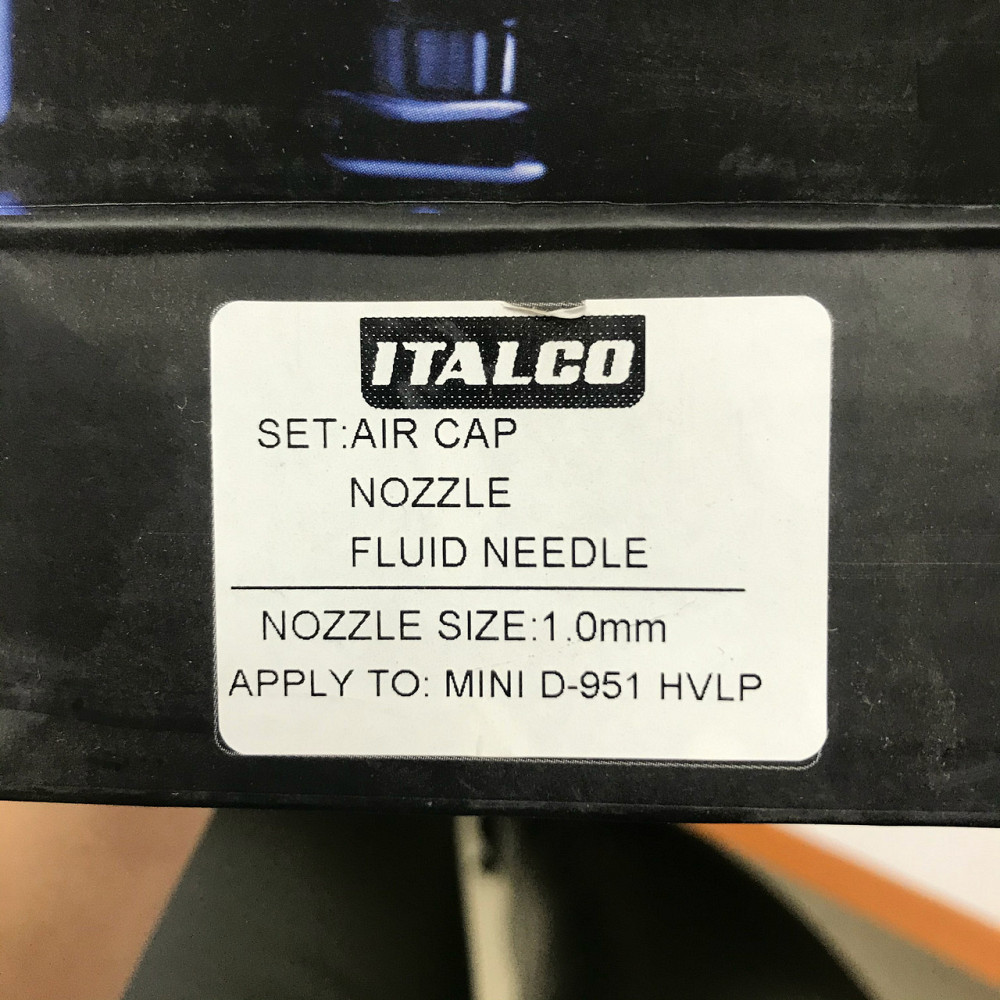 ITALCO
SET:AIR CAP
NOZZLE
FLUID NEEDLE
NOZZLE SIZE:1.0mm
APPLY TO: MINI D-951 HVLP